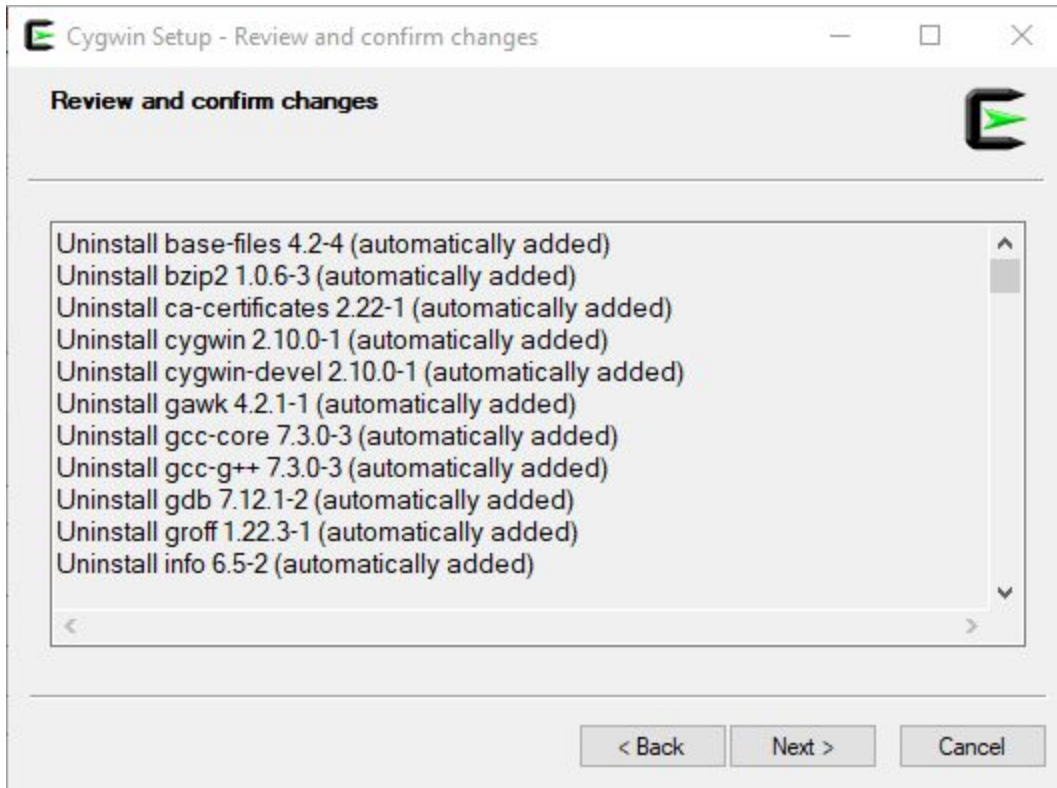 Cygwin Setup - Review and confirm changes
Review and confirm changes
Uninstall base-files 4.2-4 (automatically added)
Uninstall bzip2 1.0.6-3 (automatically added)
Uninstall ca-certificates 2.22-1 (automatically added)
Uninstall cygwin 2.10.0-1 (automatically added)
Uninstall cygwin-devel 2.10.0-1 (automatically added)
Uninstall gawk 4.2.1-1 (automatically added)
Uninstall gcc-core 7.3.0-3 (automatically added)
Uninstall gcc-g++ 7.3.0-3 (automatically added)
Uninstall gdb 7.12.1-2 (automatically added)
Uninstall groff 1.22.3-1 (automatically added)
Uninstall info 6.5-2 (automatically added)
< Back Next > Cancel